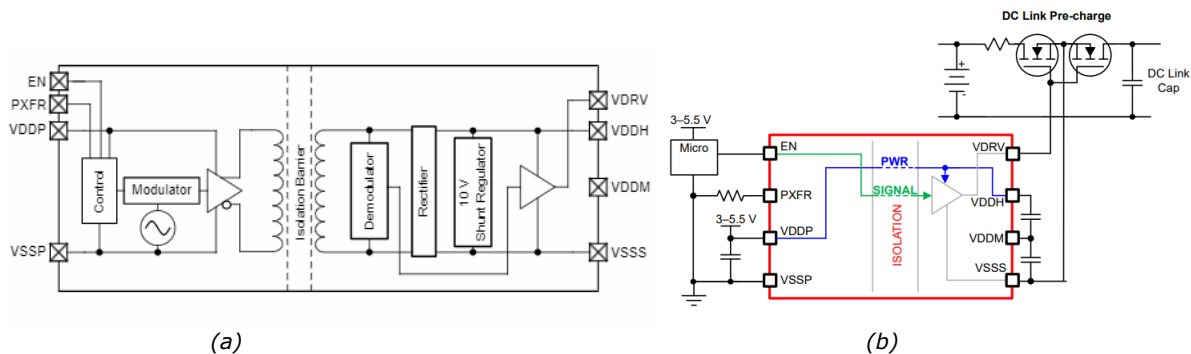 EN
PXFR
VDDP
VSSP
Control
Modulator
Isolation Barrier
Demodulator
Rectifier
10 V
Shunt Regulator
VDRV
VDDH
VDDM
VSSS
(a)
DC Link Pre-charge
+
-
DC Link
Cap
3–5.5 V
Micro
EN
PWR
VDRV
PXFR
SIGNAL
VDDH
3–5.5 V
VDDP
ISOLATION
VDDM
VSSP
VSSS
(b)